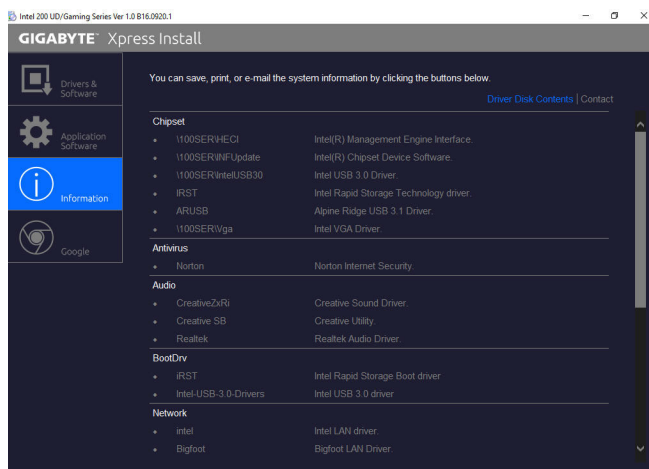 Intel 200 UD/Gaming Series Ver 1.0 B16.0920.1
GIGABYTE™ Xpress Install
Drivers &
Software
Application
Software
Information
Google
You can save, print, or e-mail the system information by clicking the buttons below.
Driver Disk Contents | Contact
Chipset
\100SER\HECI Intel(R) Management Engine Interface.
\100SER\INFUpdate Intel(R) Chipset Device Software.
\100SER\IntelUSB30 Intel USB 3.0 Driver.
IRST Intel Rapid Storage Technology driver.
ARUSB Alpine Ridge USB 3.1 Driver.
\100SER\Vga Intel VGA Driver.
Antivirus
Norton Norton Internet Security.
Audio
CreativeZxRi Creative Sound Driver.
Creative SB Creative Utility.
Realtek Realtek Audio Driver.
BootDrv
iRST Intel Rapid Storage Boot driver
Intel-USB-3.0-Drivers Intel USB 3.0 driver
Network
intel Intel LAN driver.
Bigfoot Bigfoot LAN Driver.